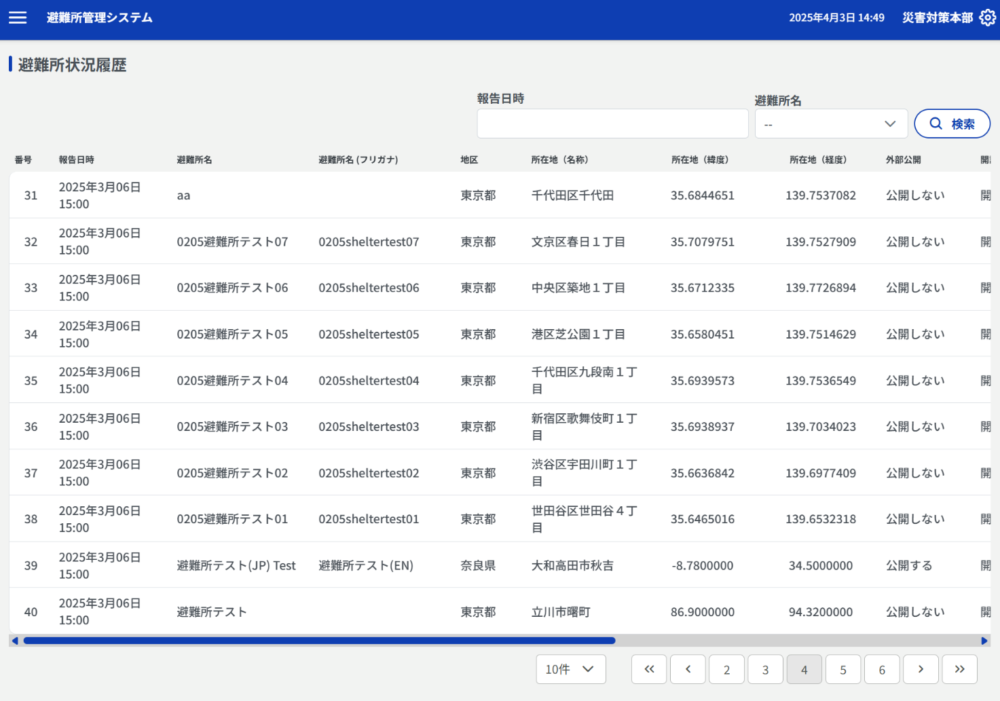 避難所管理システム 2025年4月3日 14:49 災害対策本部
避難所状況履歴
報告日時 避難所名
-- 検索
番号 報告日時 避難所名 避難所名 (フリガナ) 地区 所在地（名称） 所在地（緯度） 所在地（経度） 外部公開 開
31 2025年3月06日 15:00 aa 東京都 千代田区千代田 35.6844651 139.7537082 公開しない 開
32 2025年3月06日 15:00 0205避難所テスト07 0205sheltertest07 東京都 文京区春日１丁目 35.7079751 139.7527909 公開しない 開
33 2025年3月06日 15:00 0205避難所テスト06 0205sheltertest06 東京都 中央区築地１丁目 35.6712335 139.7726894 公開しない 開
34 2025年3月06日 15:00 0205避難所テスト05 0205sheltertest05 東京都 港区芝公園１丁目 35.6580451 139.7514629 公開しない 開
35 2025年3月06日 15:00 0205避難所テスト04 0205sheltertest04 東京都 千代田区九段南１丁目 35.6939573 139.7536549 公開しない 開
36 2025年3月06日 15:00 0205避難所テスト03 0205sheltertest03 東京都 新宿区歌舞伎町１丁目 35.6938937 139.7034023 公開しない 開
37 2025年3月06日 15:00 0205避難所テスト02 0205sheltertest02 東京都 渋谷区宇田川町１丁目 35.6636842 139.6977409 公開しない 開
38 2025年3月06日 15:00 0205避難所テスト01 0205sheltertest01 東京都 世田谷区世田谷４丁目 35.6465016 139.6532318 公開しない 開
39 2025年3月06日 15:00 避難所テスト(JP) Test 避難所テスト(EN) 奈良県 大和高田市秋吉 -8.7800000 34.5000000 公開する 開
40 2025年3月06日 15:00 避難所テスト 東京都 立川市曙町 86.9000000 94.3200000 公開しない 開
10件 2 3 4 5 6